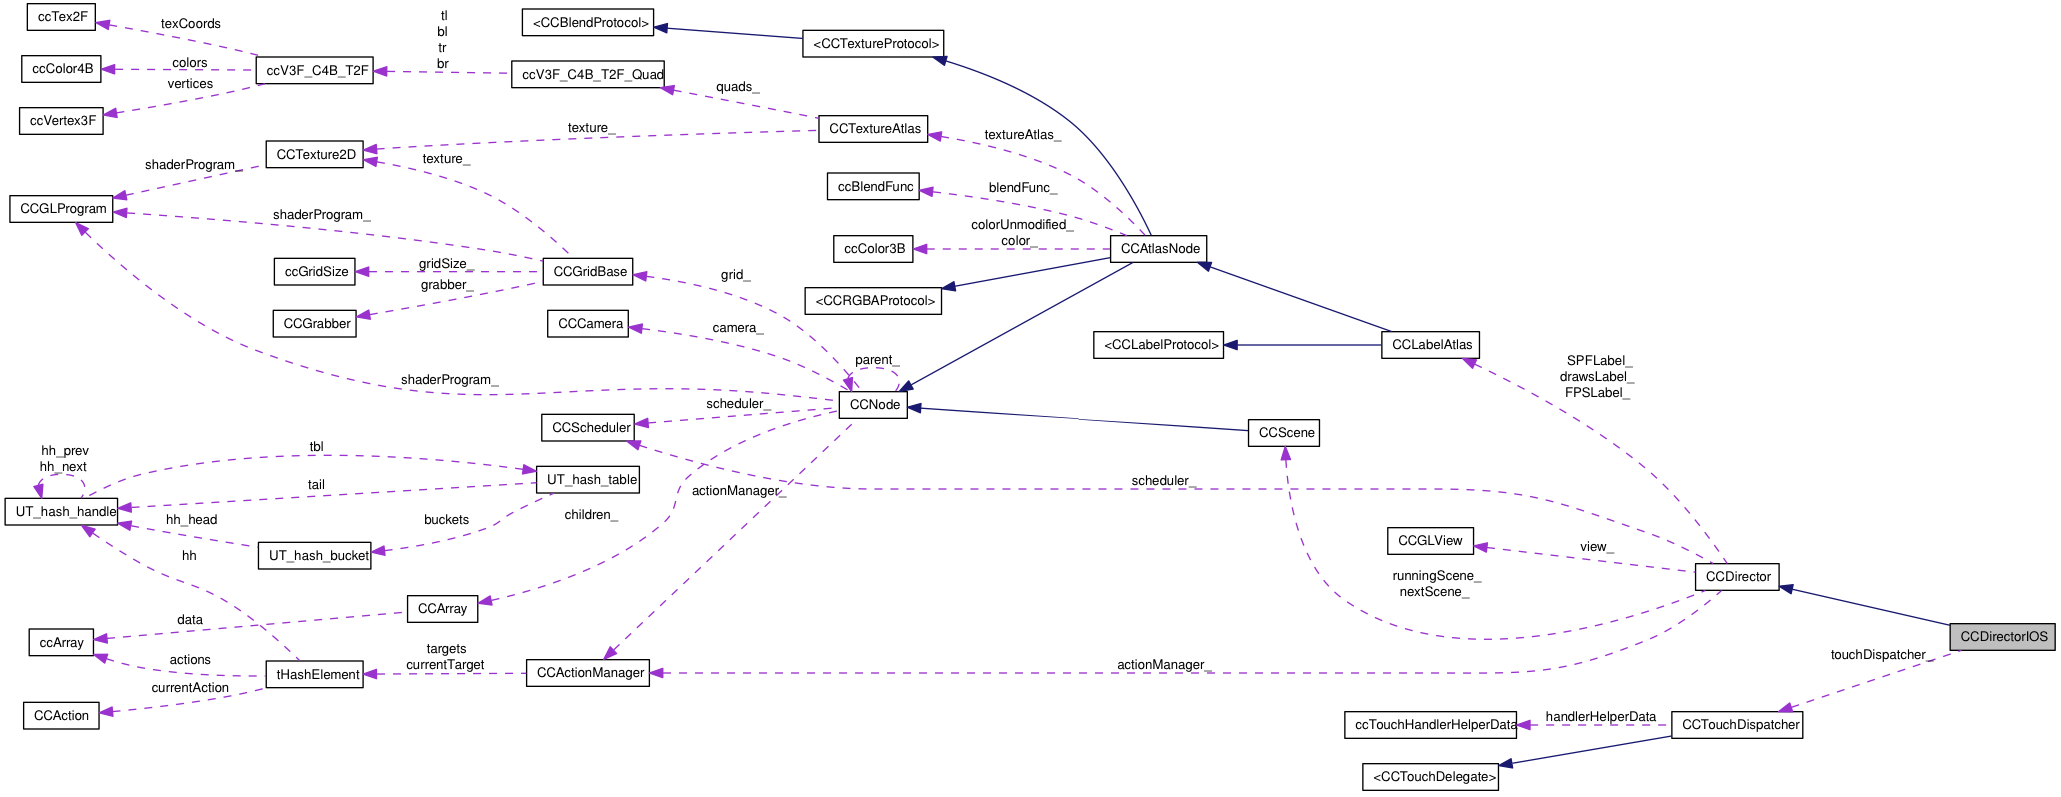 ccTex2F
texCoords
tl
bl
tr
br
<CCBlendProtocol>
<CCTextureProtocol>
ccColor4B
colors
ccV3F_C4B_T2F
ccV3F_C4B_T2F_Quad
vertices
quads_
ccVertex3F
texture_
CCTextureAtlas
textureAtlas_
CCTexture2D
texture_
shaderProgram_
ccBlendFunc
blendFunc_
CCGLProgram
shaderProgram_
colorUnmodified_
color_
ccColor3B
CCAtlasNode
ccGridSize
gridSize_
CCGridBase
grid_
grabber_
<CCRGBAProtocol>
CCGrabber
CCCamera
camera_
<CCLabelProtocol>
CCLabelAtlas
parent_
SPFLabel_
drawsLabel_
FPSLabel_
shaderProgram_
scheduler_
CCNode
CCScheduler
CCScene
hh_prev
hh_next
tbl
UT_hash_table
tail
scheduler_
actionManager_
UT_hash_handle
hh_head
buckets
children_
CCGLView
view_
hh
UT_hash_bucket
runningScene_
nextScene_
CCDirector
CCArray
data
ccArray
CCDirectorIOS
actions
targets
currentTarget
touchDispatcher_
tHashElement
CCActionManager
actionManager_
currentAction
CCAction
ccTouchHandlerHelperData
handlerHelperData
CCTouchDispatcher
<CCTouchDelegate>